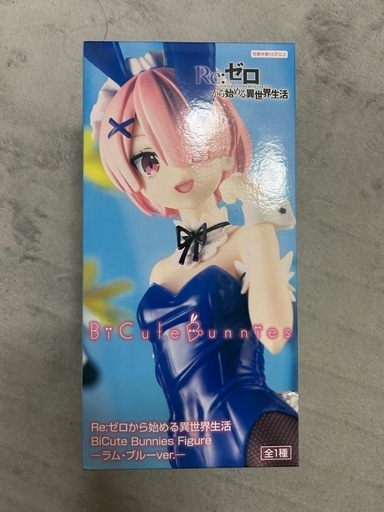 Re:ゼロ
から始める異世界生活
BiCute Bunnies
Re:ゼロから始める異世界生活
BiCute Bunnies Figure
—ラム・ブルーver.—
全1種